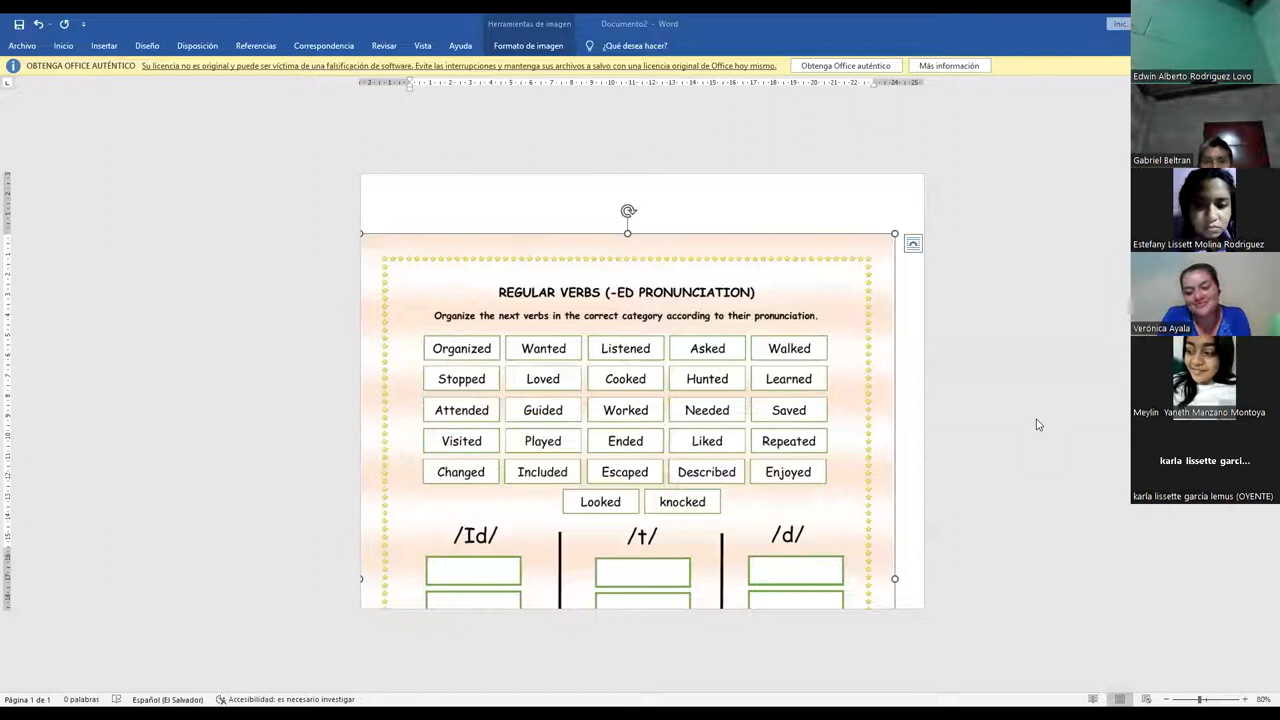 Herramientas de imagen
Documento2 - Word
Inic.
Archivo Inicio Insertar Diseño Disposición Referencias Correspondencia Revisar Vista Ayuda Formato de imagen ¿Qué desea hacer?
OBTENGA OFFICE AUTÉNTICO Su licencia no es original y puede ser víctima de una falsificación de software. Evite las interrupciones y mantenga sus archivos a salvo con una licencia original de Office hoy mismo. Obtenga Office auténtico Más información
Edwin Alberto Rodriguez Lovo
Gabriel Beltran
Estefany Lissett Molina Rodriguez
Verónica Ayala
Meylin Yaneth Manzano Montoya
karla lissette garci...
karla lissette garcia lemus (OYENTE)
REGULAR VERBS (-ED PRONUNCIATION)
Organize the next verbs in the correct category according to their pronunciation.
Organized Wanted Listened Asked Walked
Stopped Loved Cooked Hunted Learned
Attended Guided Worked Needed Saved
Visited Played Ended Liked Repeated
Changed Included Escaped Described Enjoyed
Looked knocked
/Id/ /t/ /d/
Página 1 de 1 0 palabras Español (El Salvador) Accesibilidad: es necesario investigar 80%